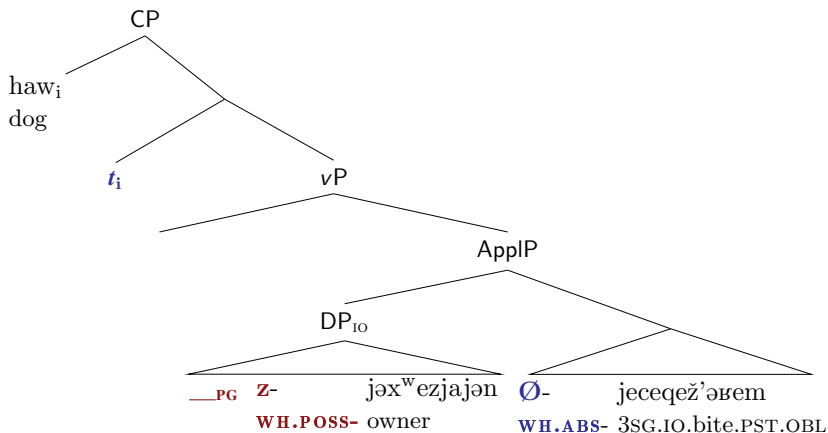 CP
hawᵢ
dog
tᵢ
vP
ApplP
DP_IO
__PG z- jəxʷezjajən Ø- jeceqež’əʁem
WH.POSS- owner WH.ABS- 3SG.IO.bite.PST.OBL